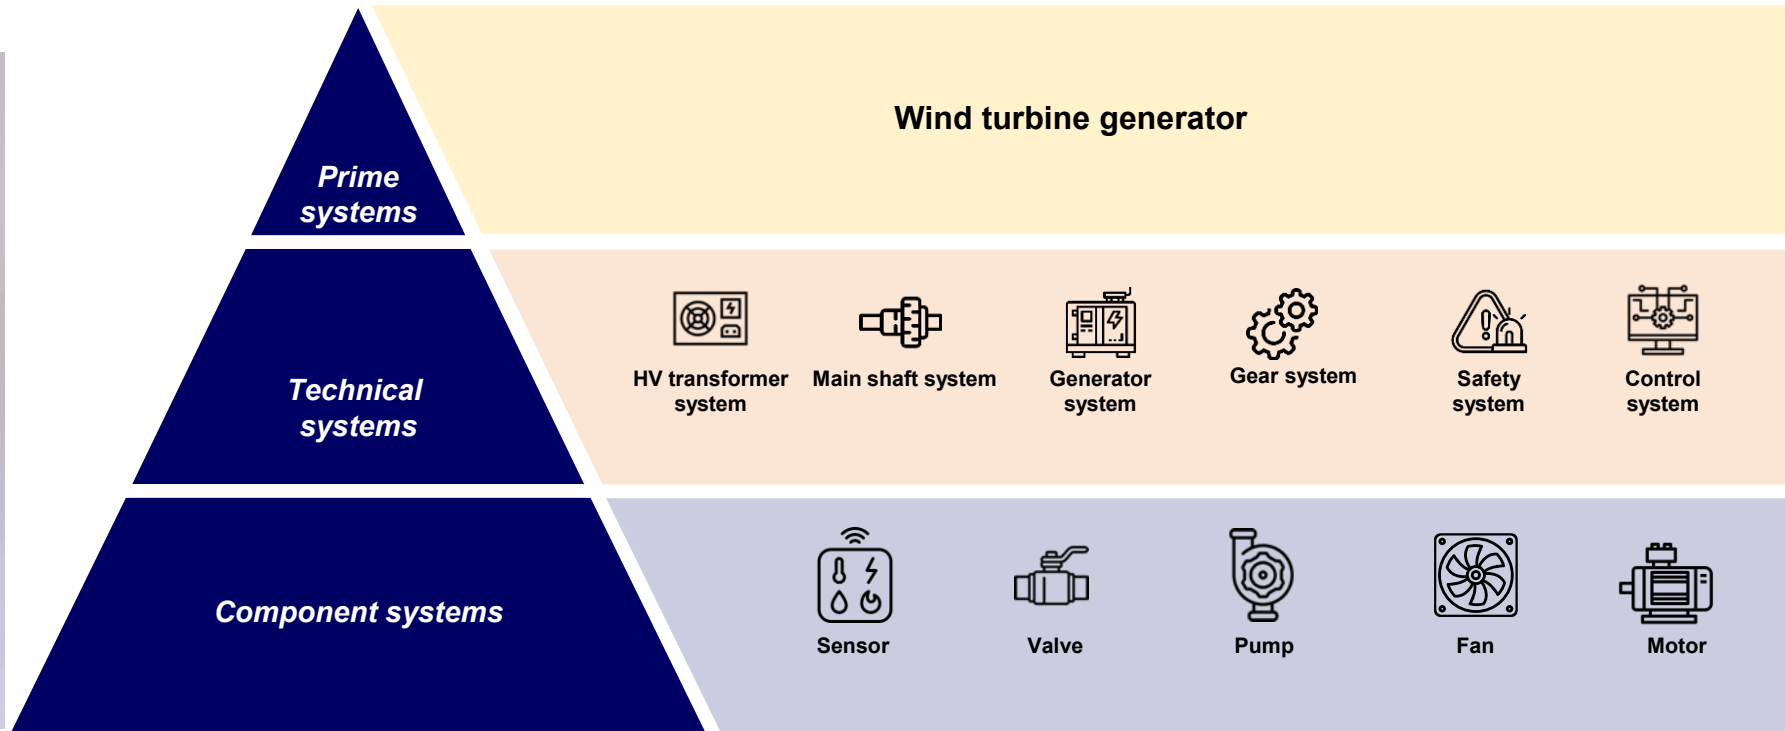 Wind turbine generator
Prime
systems
HV transformer
system
Main shaft system
Generator
system
Gear system
Safety
system
Control
system
Technical
systems
Component systems
Sensor
Valve
Pump
Fan
Motor